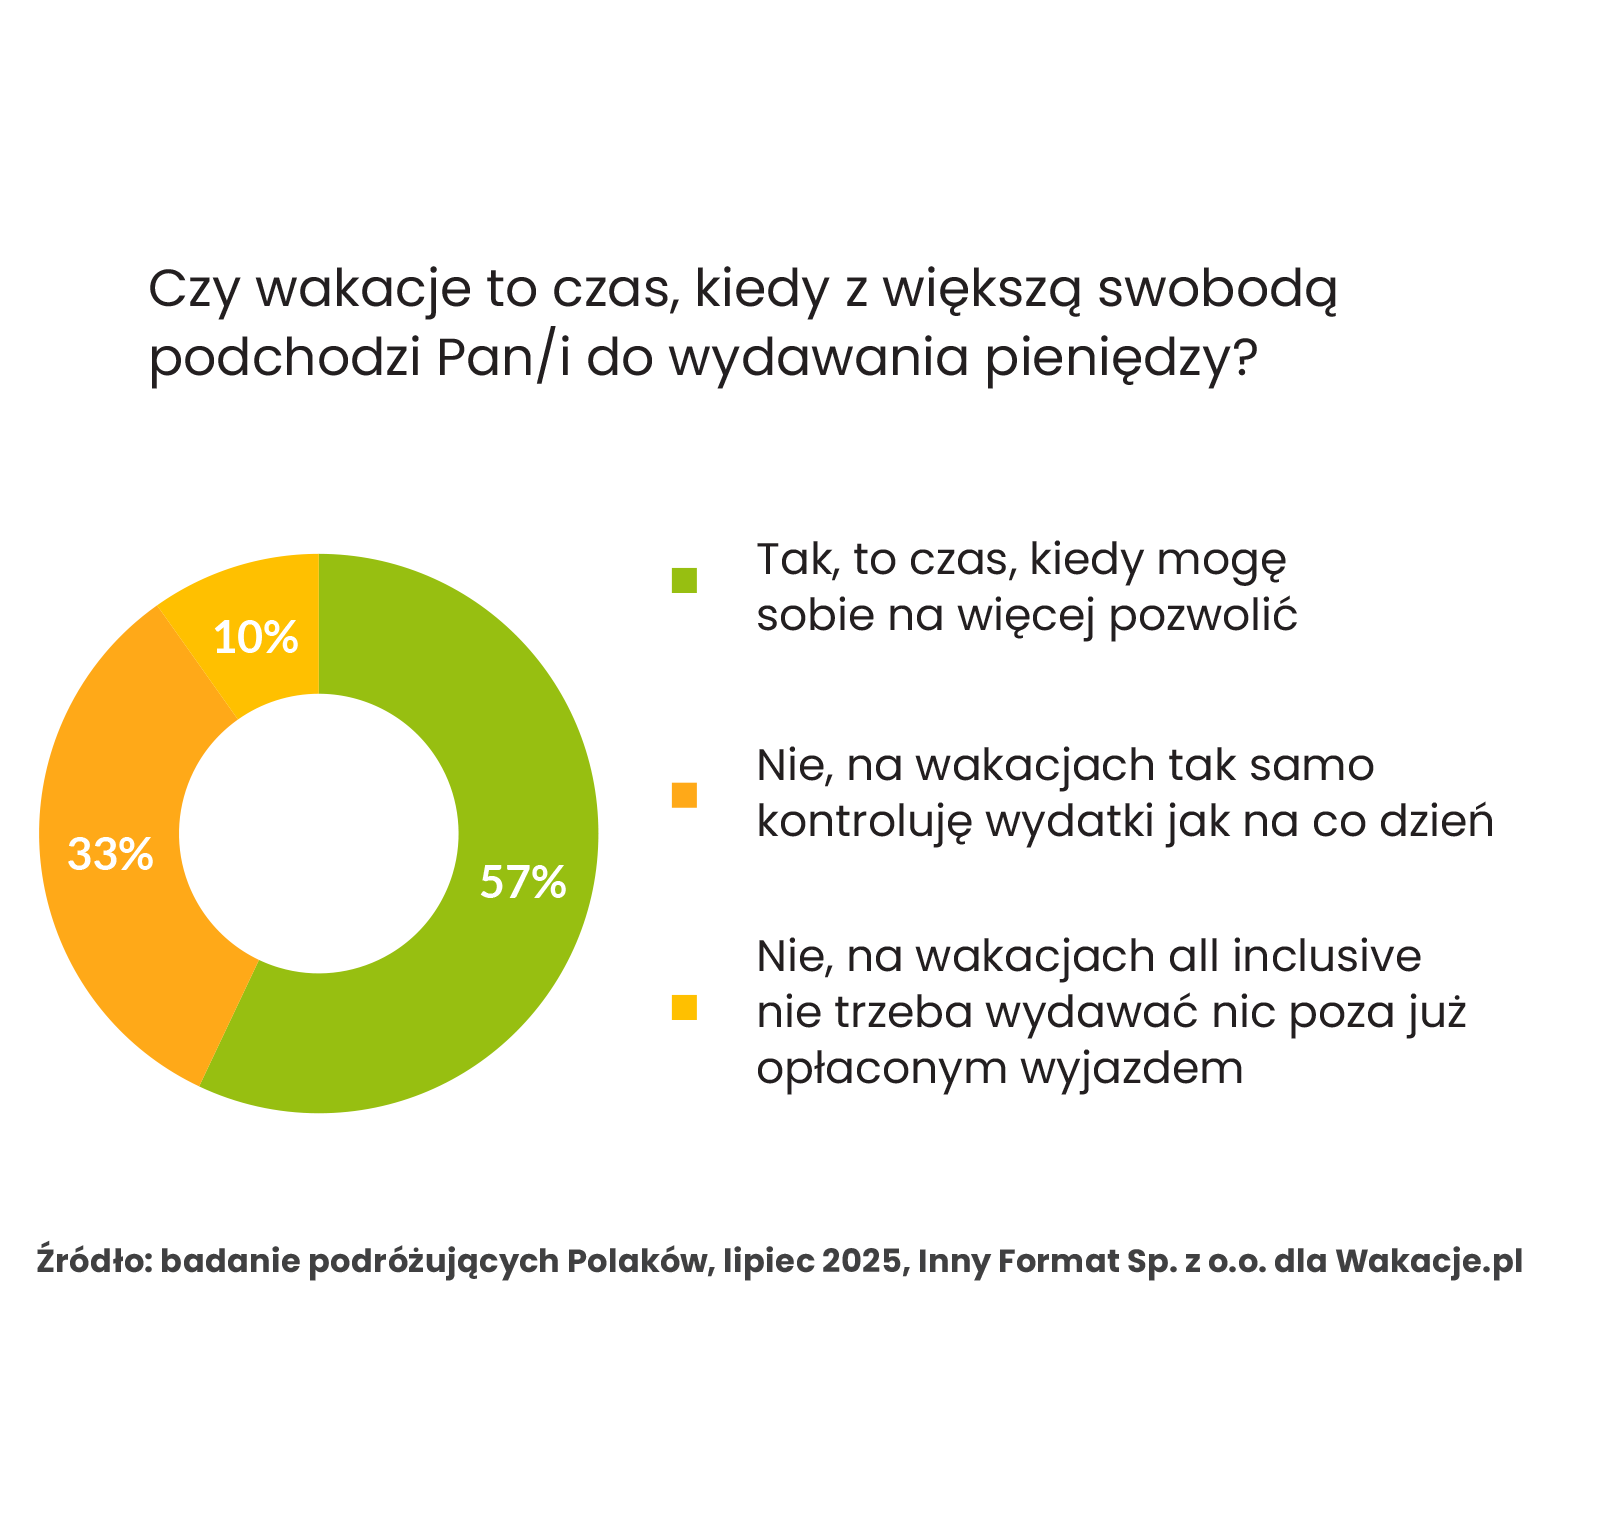 Czy wakacje to czas, kiedy z większą swobodą
podchodzi Pan/i do wydawania pieniędzy?
10%
33%
57%
Tak, to czas, kiedy mogę
sobie na więcej pozwolić
Nie, na wakacjach tak samo
kontroluję wydatki jak na co dzień
Nie, na wakacjach all inclusive
nie trzeba wydawać nic poza już
opłaconym wyjazdem
Źródło: badanie podróżujących Polaków, lipiec 2025, Inny Format Sp. z o.o. dla Wakacje.pl